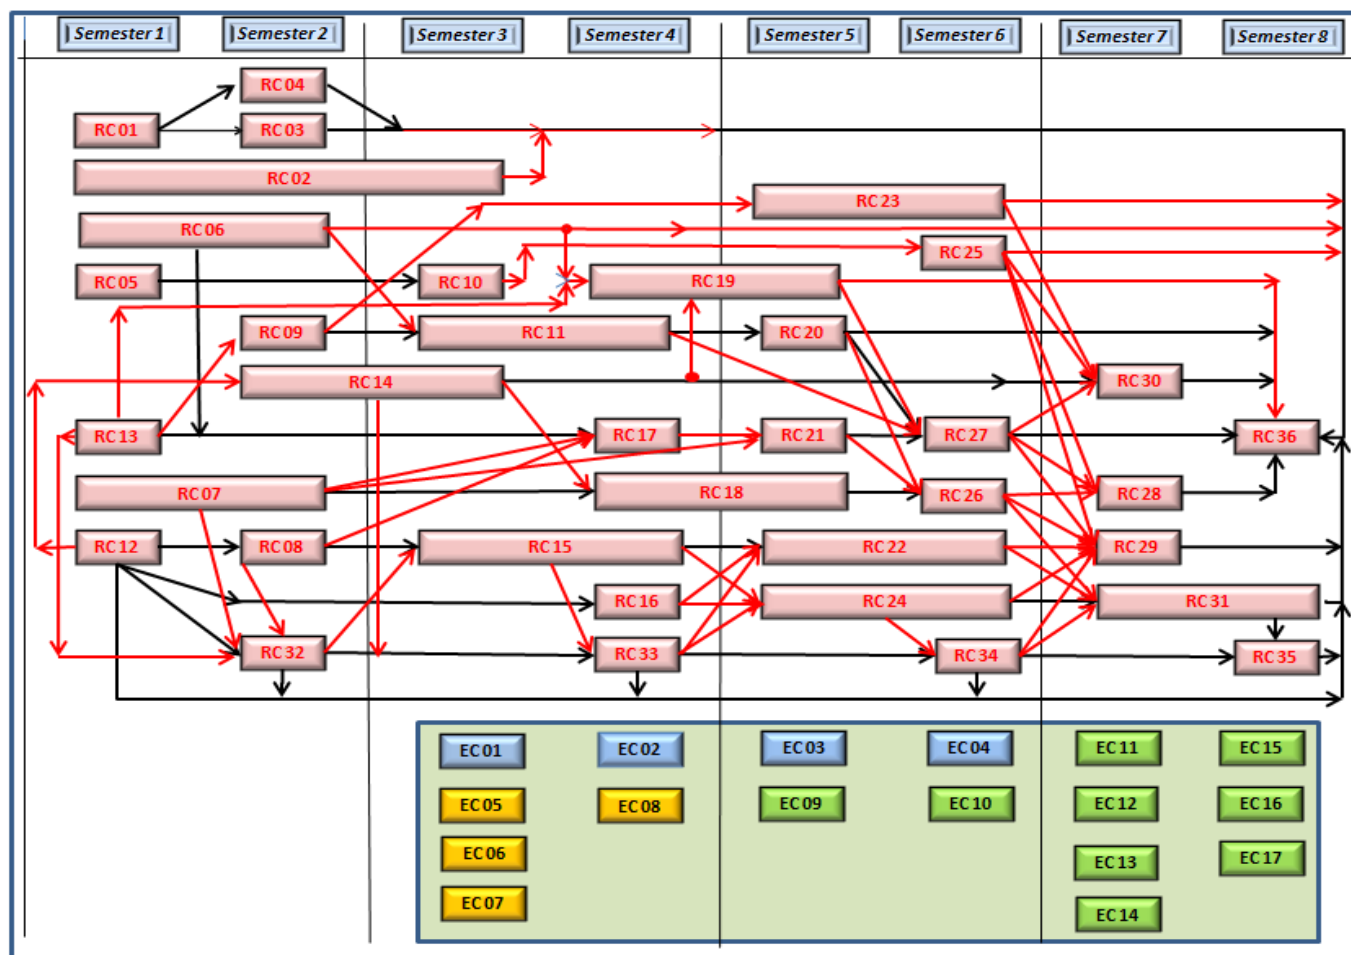 Semester 1 Semester 2 Semester 3 Semester 4 Semester 5 Semester 6 Semester 7 Semester 8
RC04
RC01 RC03
RC02
RC23
RC06
RC25
RC05 RC10 RC19
RC09 RC11 RC20
RC14 RC30
RC13 RC17 RC21 RC27 RC36
RC07 RC18 RC26 RC28
RC12 RC08 RC15 RC22 RC29
RC16 RC24 RC31
RC32 RC33 RC34 RC35
EC01 EC02 EC03 EC04 EC11 EC15
EC05 EC08 EC09 EC10 EC12 EC16
EC06 EC13 EC17
EC07 EC14